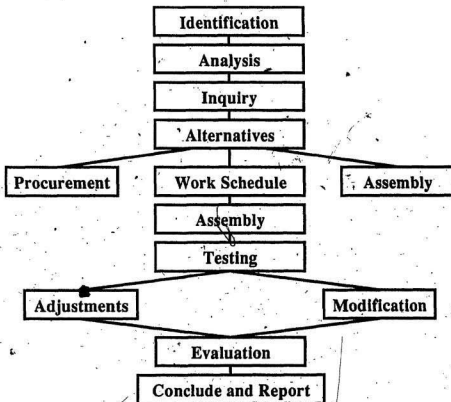 Identification
Analysis
Inquiry
Alternatives
Procurement Work Schedule Assembly
Assembly
Testing
Adjustments Modification
Evaluation
Conclude and Report